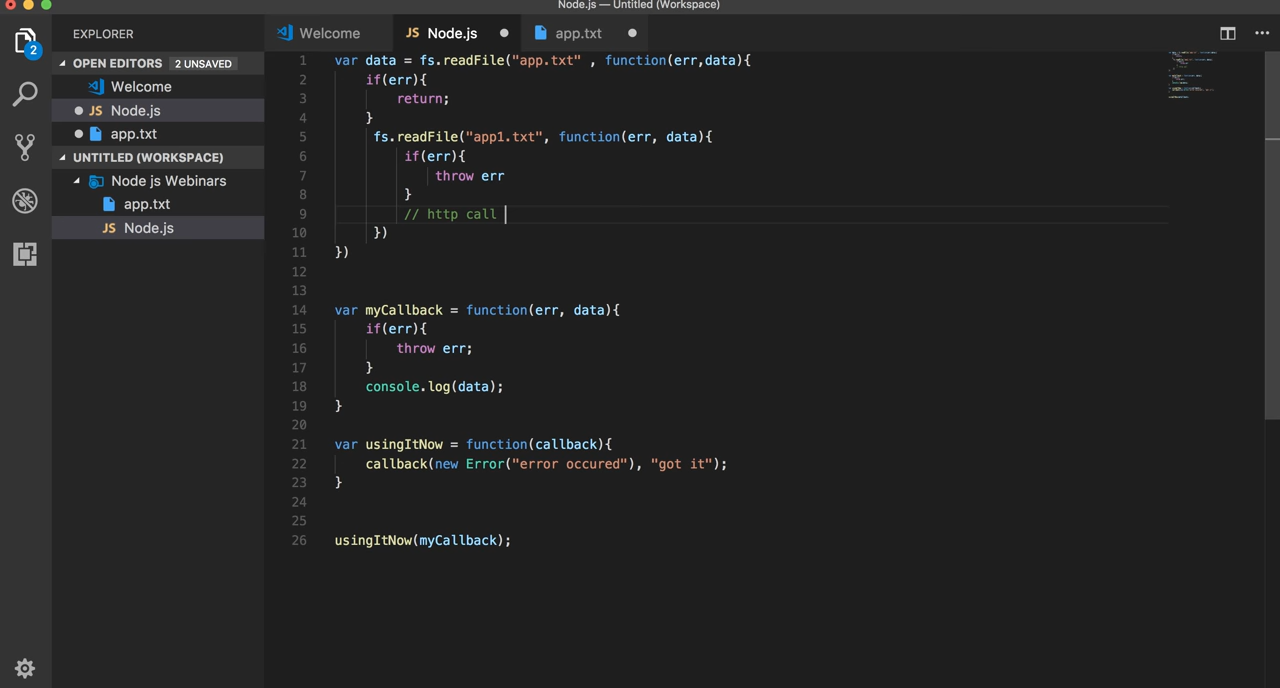 Node.js — Untitled (Workspace)
2
EXPLORER
OPEN EDITORS 2 UNSAVED
Welcome
JS Node.js
app.txt
UNTITLED (WORKSPACE)
Node js Webinars
app.txt
JS Node.js
Welcome
JS Node.js
app.txt
1 var data = fs.readFile("app.txt" , function(err,data){
2 if(err){
3 return;
4 }
5 fs.readFile("app1.txt", function(err, data){
6 if(err){
7 throw err
8 }
9 // http call
10 })
11 })
12
13
14 var myCallback = function(err, data){
15 if(err){
16 throw err;
17 }
18 console.log(data);
19 }
20
21 var usingItNow = function(callback){
22 callback(new Error("error occured"), "got it");
23 }
24
25
26 usingItNow(myCallback);